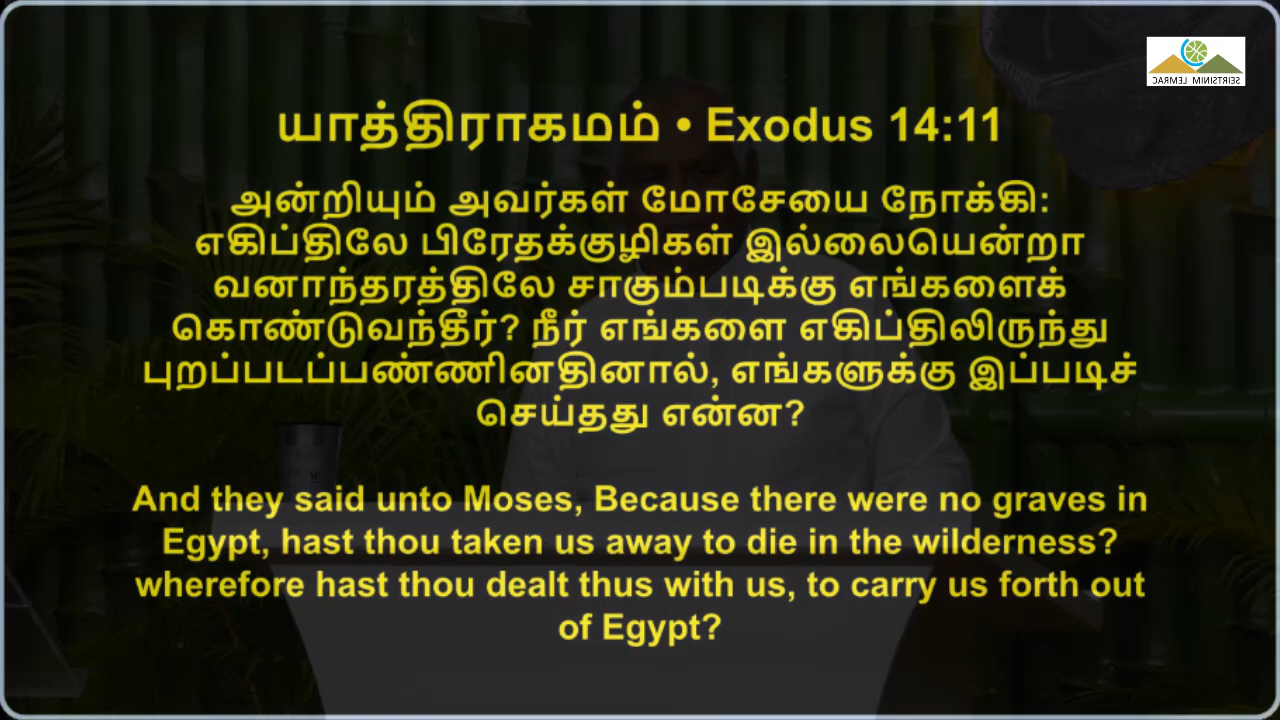 CARMEL MINISTRIES
யாத்திராகமம் • Exodus 14:11
அன்றியும் அவர்கள் மோசேயை நோக்கி:
எகிப்திலே பிரேதக்குழிகள் இல்லையென்றா
வனாந்தரத்திலே சாகும்படிக்கு எங்களைக்
கொண்டுவந்தீர்? நீர் எங்களை எகிப்திலிருந்து
புறப்படப்பண்ணினதினால், எங்களுக்கு இப்படிச்
செய்தது என்ன?
And they said unto Moses, Because there were no graves in
Egypt, hast thou taken us away to die in the wilderness?
wherefore hast thou dealt thus with us, to carry us forth out
of Egypt?